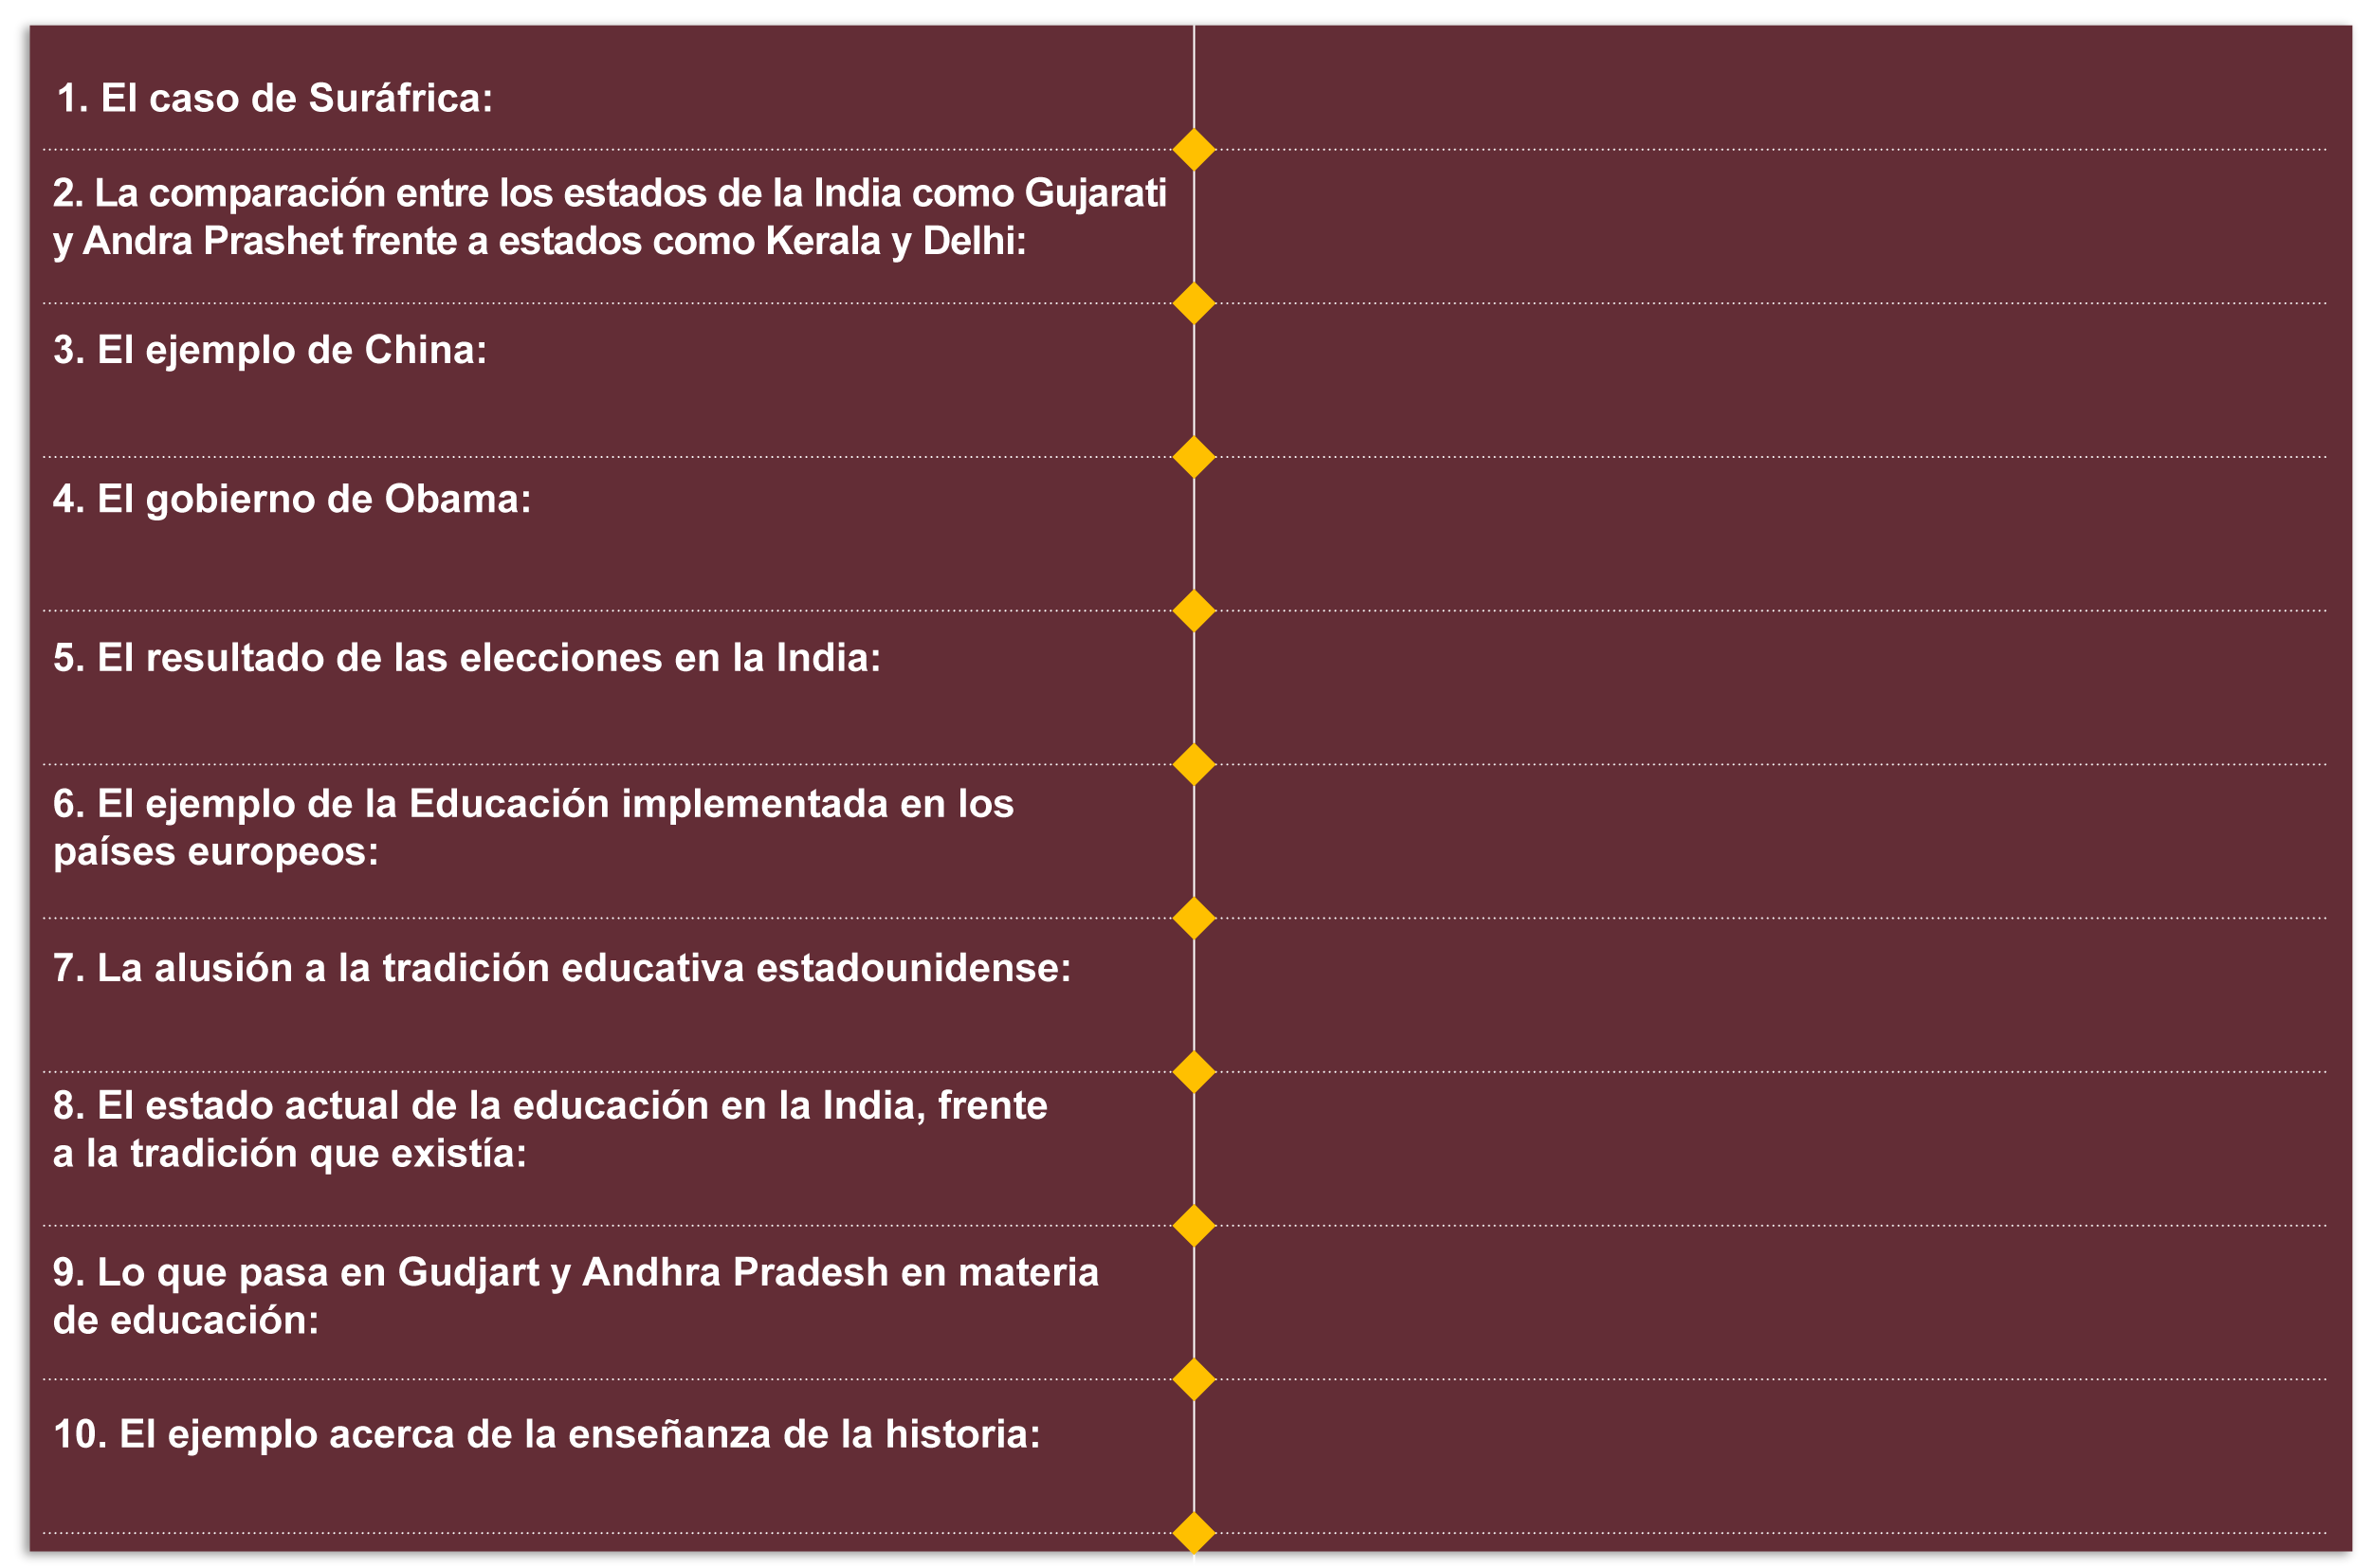 1. El caso de Suráfrica:
2. La comparación entre los estados de la India como Gujarati
y Andra Prashet frente a estados como Kerala y Delhi:
3. El ejemplo de China:
4. El gobierno de Obama:
5. El resultado de las elecciones en la India:
6. El ejemplo de la Educación implementada en los
países europeos:
7. La alusión a la tradición educativa estadounidense:
8. El estado actual de la educación en la India, frente
a la tradición que existía:
9. Lo que pasa en Gudjart y Andhra Pradesh en materia
de educación:
10. El ejemplo acerca de la enseñanza de la historia: